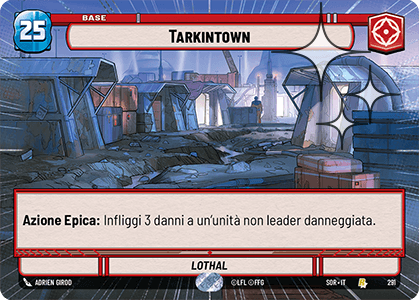 25
BASE
TARKINTOWN
Azione Epica: Infliggi 3 danni a un'unità non leader danneggiata.
LOTHAL
ADRIEN GIROD
©LFL ©FFG
SOR • IT
291